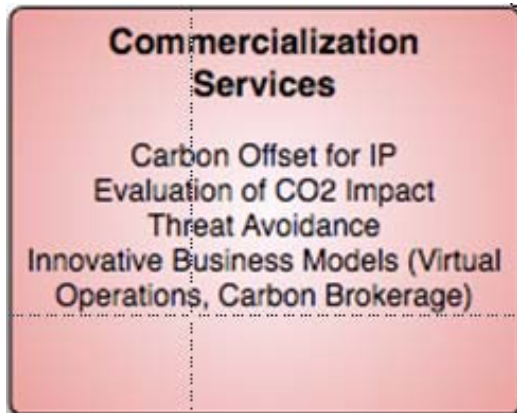 Commercialization
Services
Carbon Offset for IP
Evaluation of CO2 Impact
Threat Avoidance
Innovative Business Models (Virtual
Operations, Carbon Brokerage)